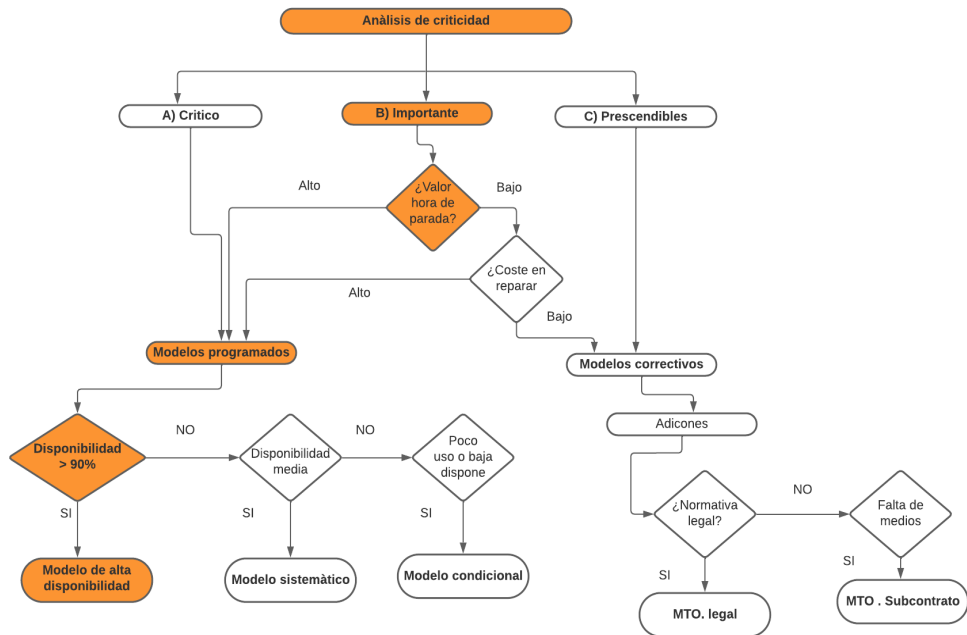 Anàlisis de criticidad
A) Critico
B) Importante
C) Prescendibles
Alto
¿Valor
hora de
parada?
Bajo
Alto
¿Coste en
reparar
Bajo
Modelos programados
Modelos correctivos
Adicones
Disponibilidad
> 90%
NO
Disponibilidad
media
NO
Poco
uso o baja
dispone
SI
SI
SI
¿Normativa
legal?
NO
Falta de
medios
SI
SI
Modelo de alta
disponibilidad
Modelo sistemàtico
Modelo condicional
MTO. legal
MTO . Subcontrato